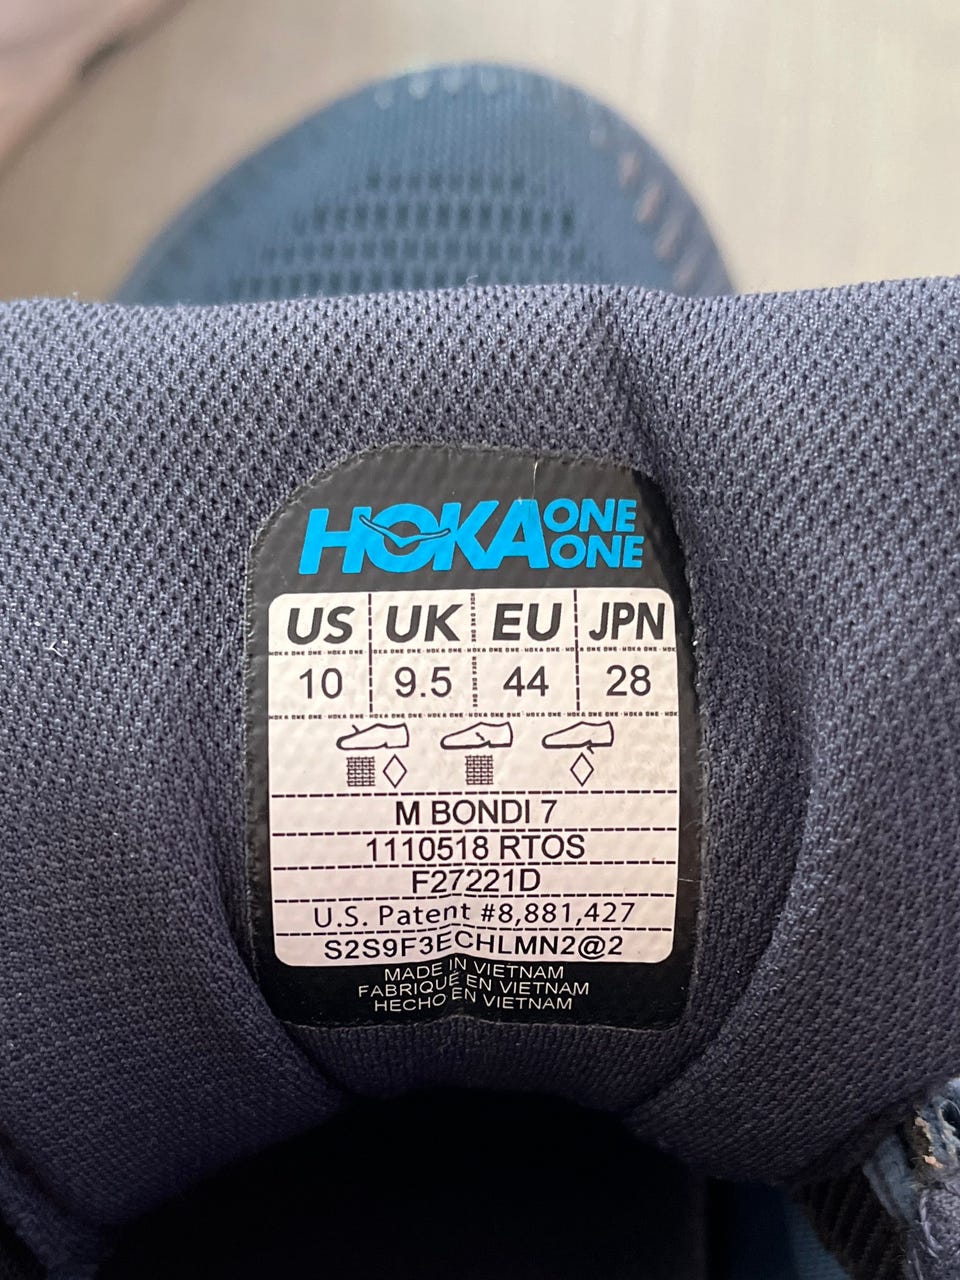 HOKA ONE ONE
US UK EU JPN
10 9.5 44 28
M BONDI 7
1110518 RTOS
F27221D
U.S. Patent #8,881,427
S2S9F3ECHLMN2@2
MADE IN VIETNAM
FABRIQUÉ EN VIETNAM
HECHO EN VIETNAM